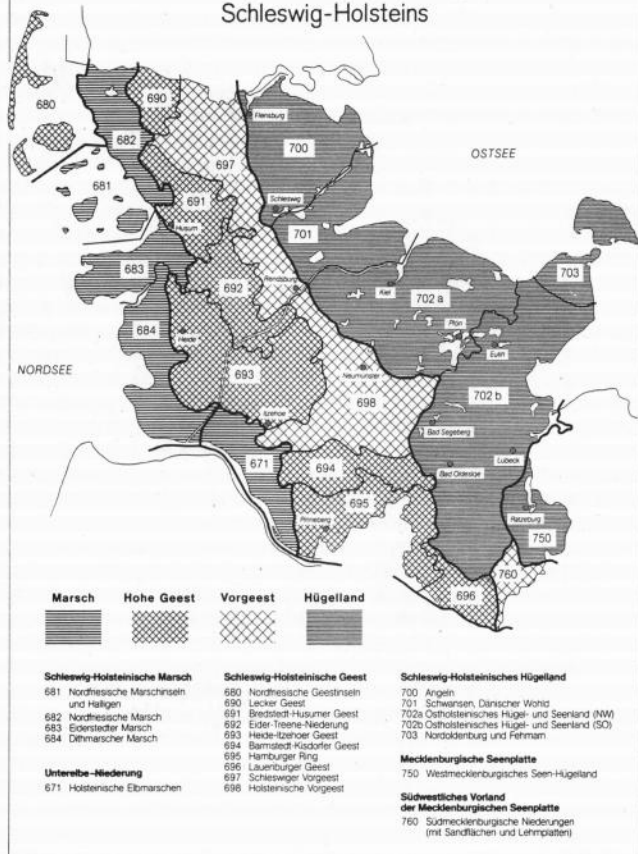 Schleswig-Holsteins
680
690
682
681
697
691
Husum
683
692
684
Heide
693
Itzehoe
671
694
695
Pinneberg
696
698
Neumünster
Rendsburg
Flensburg
700
Schleswig
701
OSTSEE
NORDSEE
Kiel
702 a
Plön
Eutin
703
702 b
Bad Segeberg
Bad Oldesloe
Lübeck
Ratzeburg
750
760
Marsch
Hohe Geest
Vorgeest
Hügelland
Schleswig-Holsteinische Marsch
681 Nordfriesische Marschinseln
und Halligen
682 Nordfriesische Marsch
683 Eiderstedter Marsch
684 Dithmarscher Marsch
Unterelbe-Niederung
671 Holsteinische Elbmarschen
Schleswig-Holsteinische Geest
680 Nordfriesische Geestinseln
690 Lecker Geest
691 Bredstedt-Husumer Geest
692 Eider-Treene-Niederung
693 Heide-Itzehoer Geest
694 Barmstedt-Kisdorfer Geest
695 Hamburger Ring
696 Lauenburger Geest
697 Schleswiger Vorgeest
698 Holsteinische Vorgeest
Schleswig-Holsteinisches Hügelland
700 Angeln
701 Schwansen, Dänischer Wohld
702a Ostholsteinisches Hügel- und Seenland (NW)
702b Ostholsteinisches Hügel- und Seenland (SO)
703 Nordoldenburg und Fehmarn
Mecklenburgische Seenplatte
750 Westmecklenburgisches Seen-Hügelland
Südwestliches Vorland
der Mecklenburgischen Seenplatte
760 Südmecklenburgische Niederungen
(mit Sandflächen und Lehmplatten)